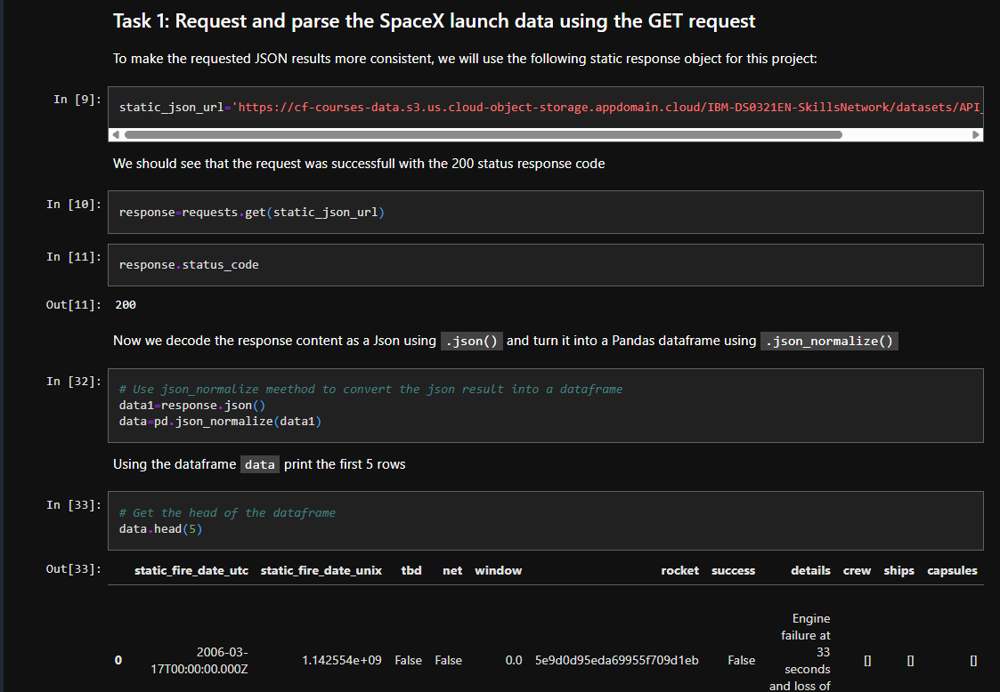 Task 1: Request and parse the SpaceX launch data using the GET request
To make the requested JSON results more consistent, we will use the following static response object for this project:
In [9]:
static_json_url='https://cf-courses-data.s3.us.cloud-object-storage.appdomain.cloud/IBM-DS0321EN-SkillsNetwork/datasets/API_
We should see that the request was successfull with the 200 status response code
In [10]:
response=requests.get(static_json_url)
In [11]:
response.status_code
Out[11]: 200
Now we decode the response content as a Json using .json() and turn it into a Pandas dataframe using .json_normalize()
In [32]:
# Use json_normalize meethod to convert the json result into a dataframe
data1=response.json()
data=pd.json_normalize(data1)
Using the dataframe data print the first 5 rows
In [33]:
# Get the head of the dataframe
data.head(5)
Out[33]:
static_fire_date_utc static_fire_date_unix tbd net window rocket success details crew ships capsules
0 2006-03-17T00:00:00.000Z 1.142554e+09 False False 0.0 5e9d0d95eda69955f709d1eb False Engine failure at 33 seconds and loss of [] [] []